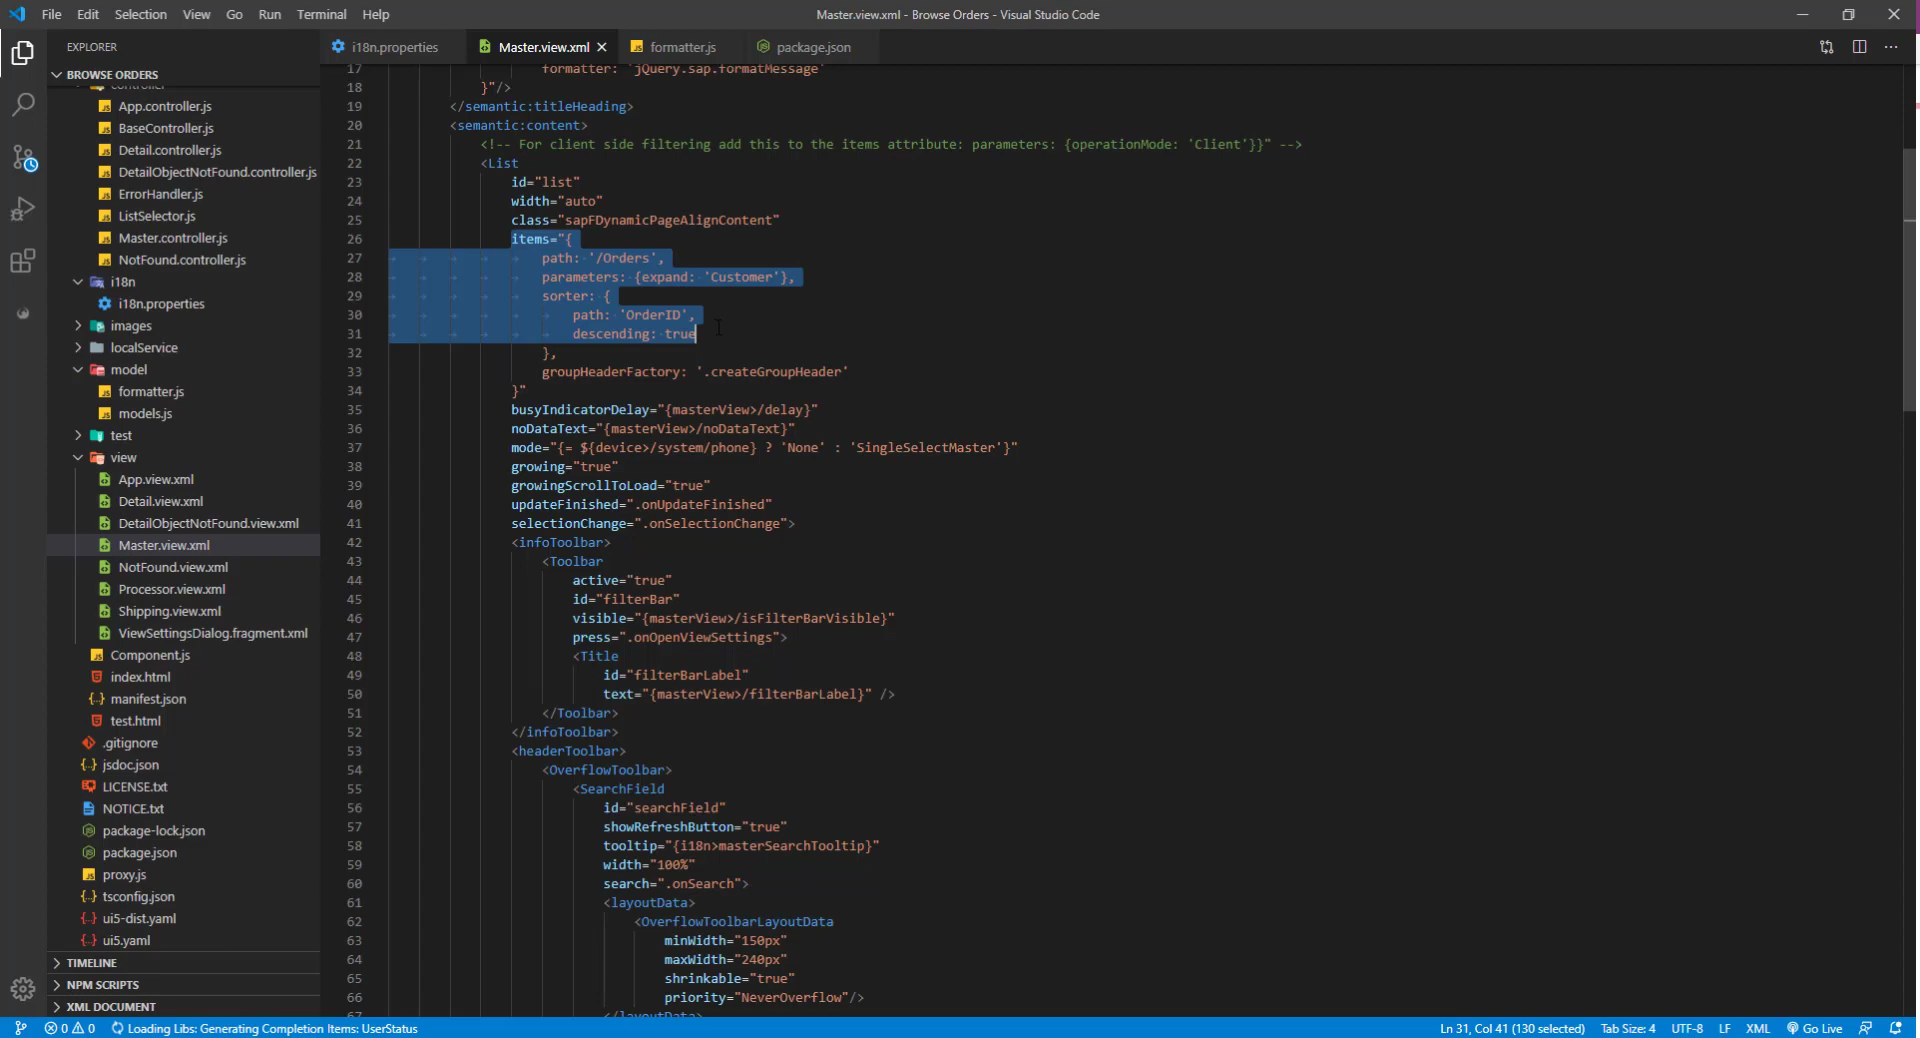 File Edit Selection View Go Run Terminal Help
Master.view.xml - Browse Orders - Visual Studio Code
EXPLORER
BROWSE ORDERS
controller
App.controller.js
BaseController.js
Detail.controller.js
DetailObjectNotFound.controller.js
ErrorHandler.js
ListSelector.js
Master.controller.js
NotFound.controller.js
i18n
i18n.properties
images
localService
model
formatter.js
models.js
test
view
App.view.xml
Detail.view.xml
DetailObjectNotFound.view.xml
Master.view.xml
NotFound.view.xml
Processor.view.xml
Shipping.view.xml
ViewSettingsDialog.fragment.xml
Component.js
index.html
manifest.json
test.html
.gitignore
jsdoc.json
LICENSE.txt
NOTICE.txt
package-lock.json
package.json
proxy.js
tsconfig.json
ui5-dist.yaml
ui5.yaml
TIMELINE
NPM SCRIPTS
XML DOCUMENT
i18n.properties Master.view.xml formatter.js package.json
17 formatter: 'jQuery.sap.formatMessage'
18 }"/>
19 </semantic:titleHeading>
20 <semantic:content>
21 <!-- For client side filtering add this to the items attribute: parameters: {operationMode: 'Client'}}" -->
22 <List
23 id="list"
24 width="auto"
25 class="sapFDynamicPageAlignContent"
26 items="{
27 path: '/Orders',
28 parameters: {expand: 'Customer'},
29 sorter: {
30 path: 'OrderID',
31 descending: true
32 },
33 groupHeaderFactory: '.createGroupHeader'
34 }"
35 busyIndicatorDelay="{masterView>/delay}"
36 noDataText="{masterView>/noDataText}"
37 mode="{= ${device>/system/phone} ? 'None' : 'SingleSelectMaster'}"
38 growing="true"
39 growingScrollToLoad="true"
40 updateFinished=".onUpdateFinished"
41 selectionChange=".onSelectionChange">
42 <infoToolbar>
43 <Toolbar
44 active="true"
45 id="filterBar"
46 visible="{masterView>/isFilterBarVisible}"
47 press=".onOpenViewSettings">
48 <Title
49 id="filterBarLabel"
50 text="{masterView>/filterBarLabel}" />
51 </Toolbar>
52 </infoToolbar>
53 <headerToolbar>
54 <OverflowToolbar>
55 <SearchField
56 id="searchField"
57 showRefreshButton="true"
58 tooltip="{i18n>masterSearchTooltip}"
59 width="100%"
60 search=".onSearch">
61 <layoutData>
62 <OverflowToolbarLayoutData
63 minWidth="150px"
64 maxWidth="240px"
65 shrinkable="true"
66 priority="NeverOverflow"/>
67 </layoutData>
0 0 Loading Libs: Generating Completion Items: UserStatus
Ln 31, Col 41 (130 selected) Tab Size: 4 UTF-8 LF XML Go Live